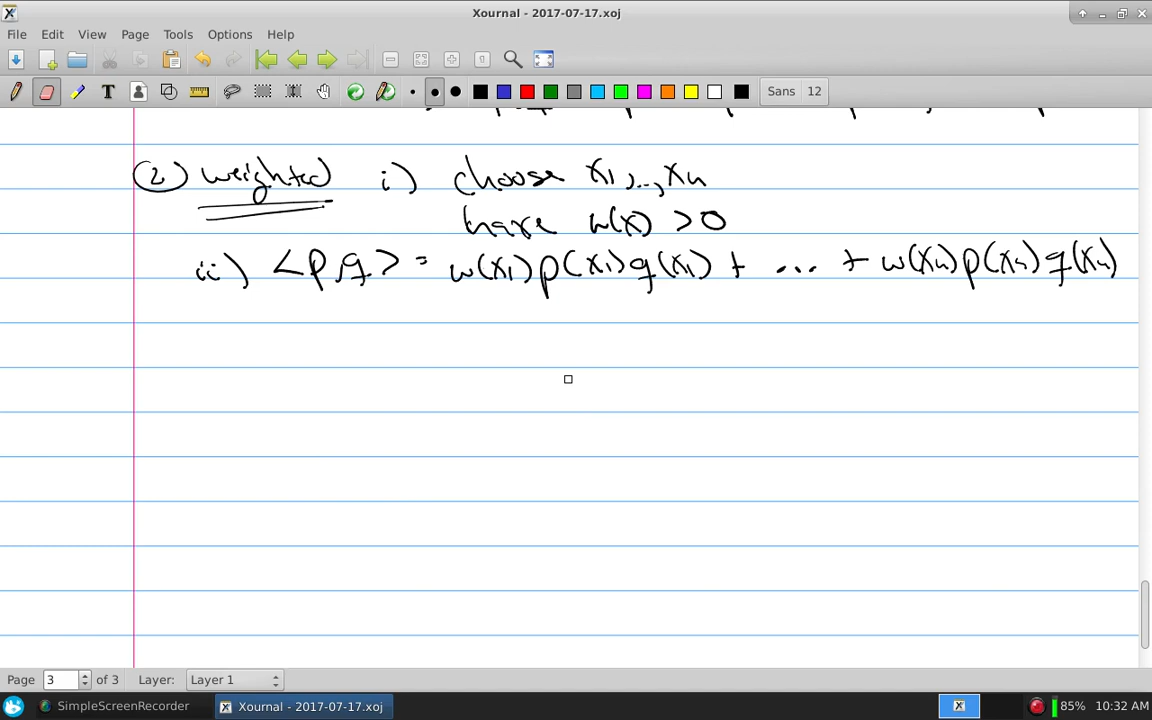 Xournal - 2017-07-17.xoj
File Edit View Page Tools Options Help
Sans 12
② weighted i) choose x₁,...,xₙ
have w(x) >0
ii) <p,q> = w(x₁)p(x₁)q(x₁) + ... + w(xₙ)p(xₙ)q(xₙ)
Page 3 of 3 Layer: Layer 1
SimpleScreenRecorder Xournal - 2017-07-17.xoj 85% 10:32 AM